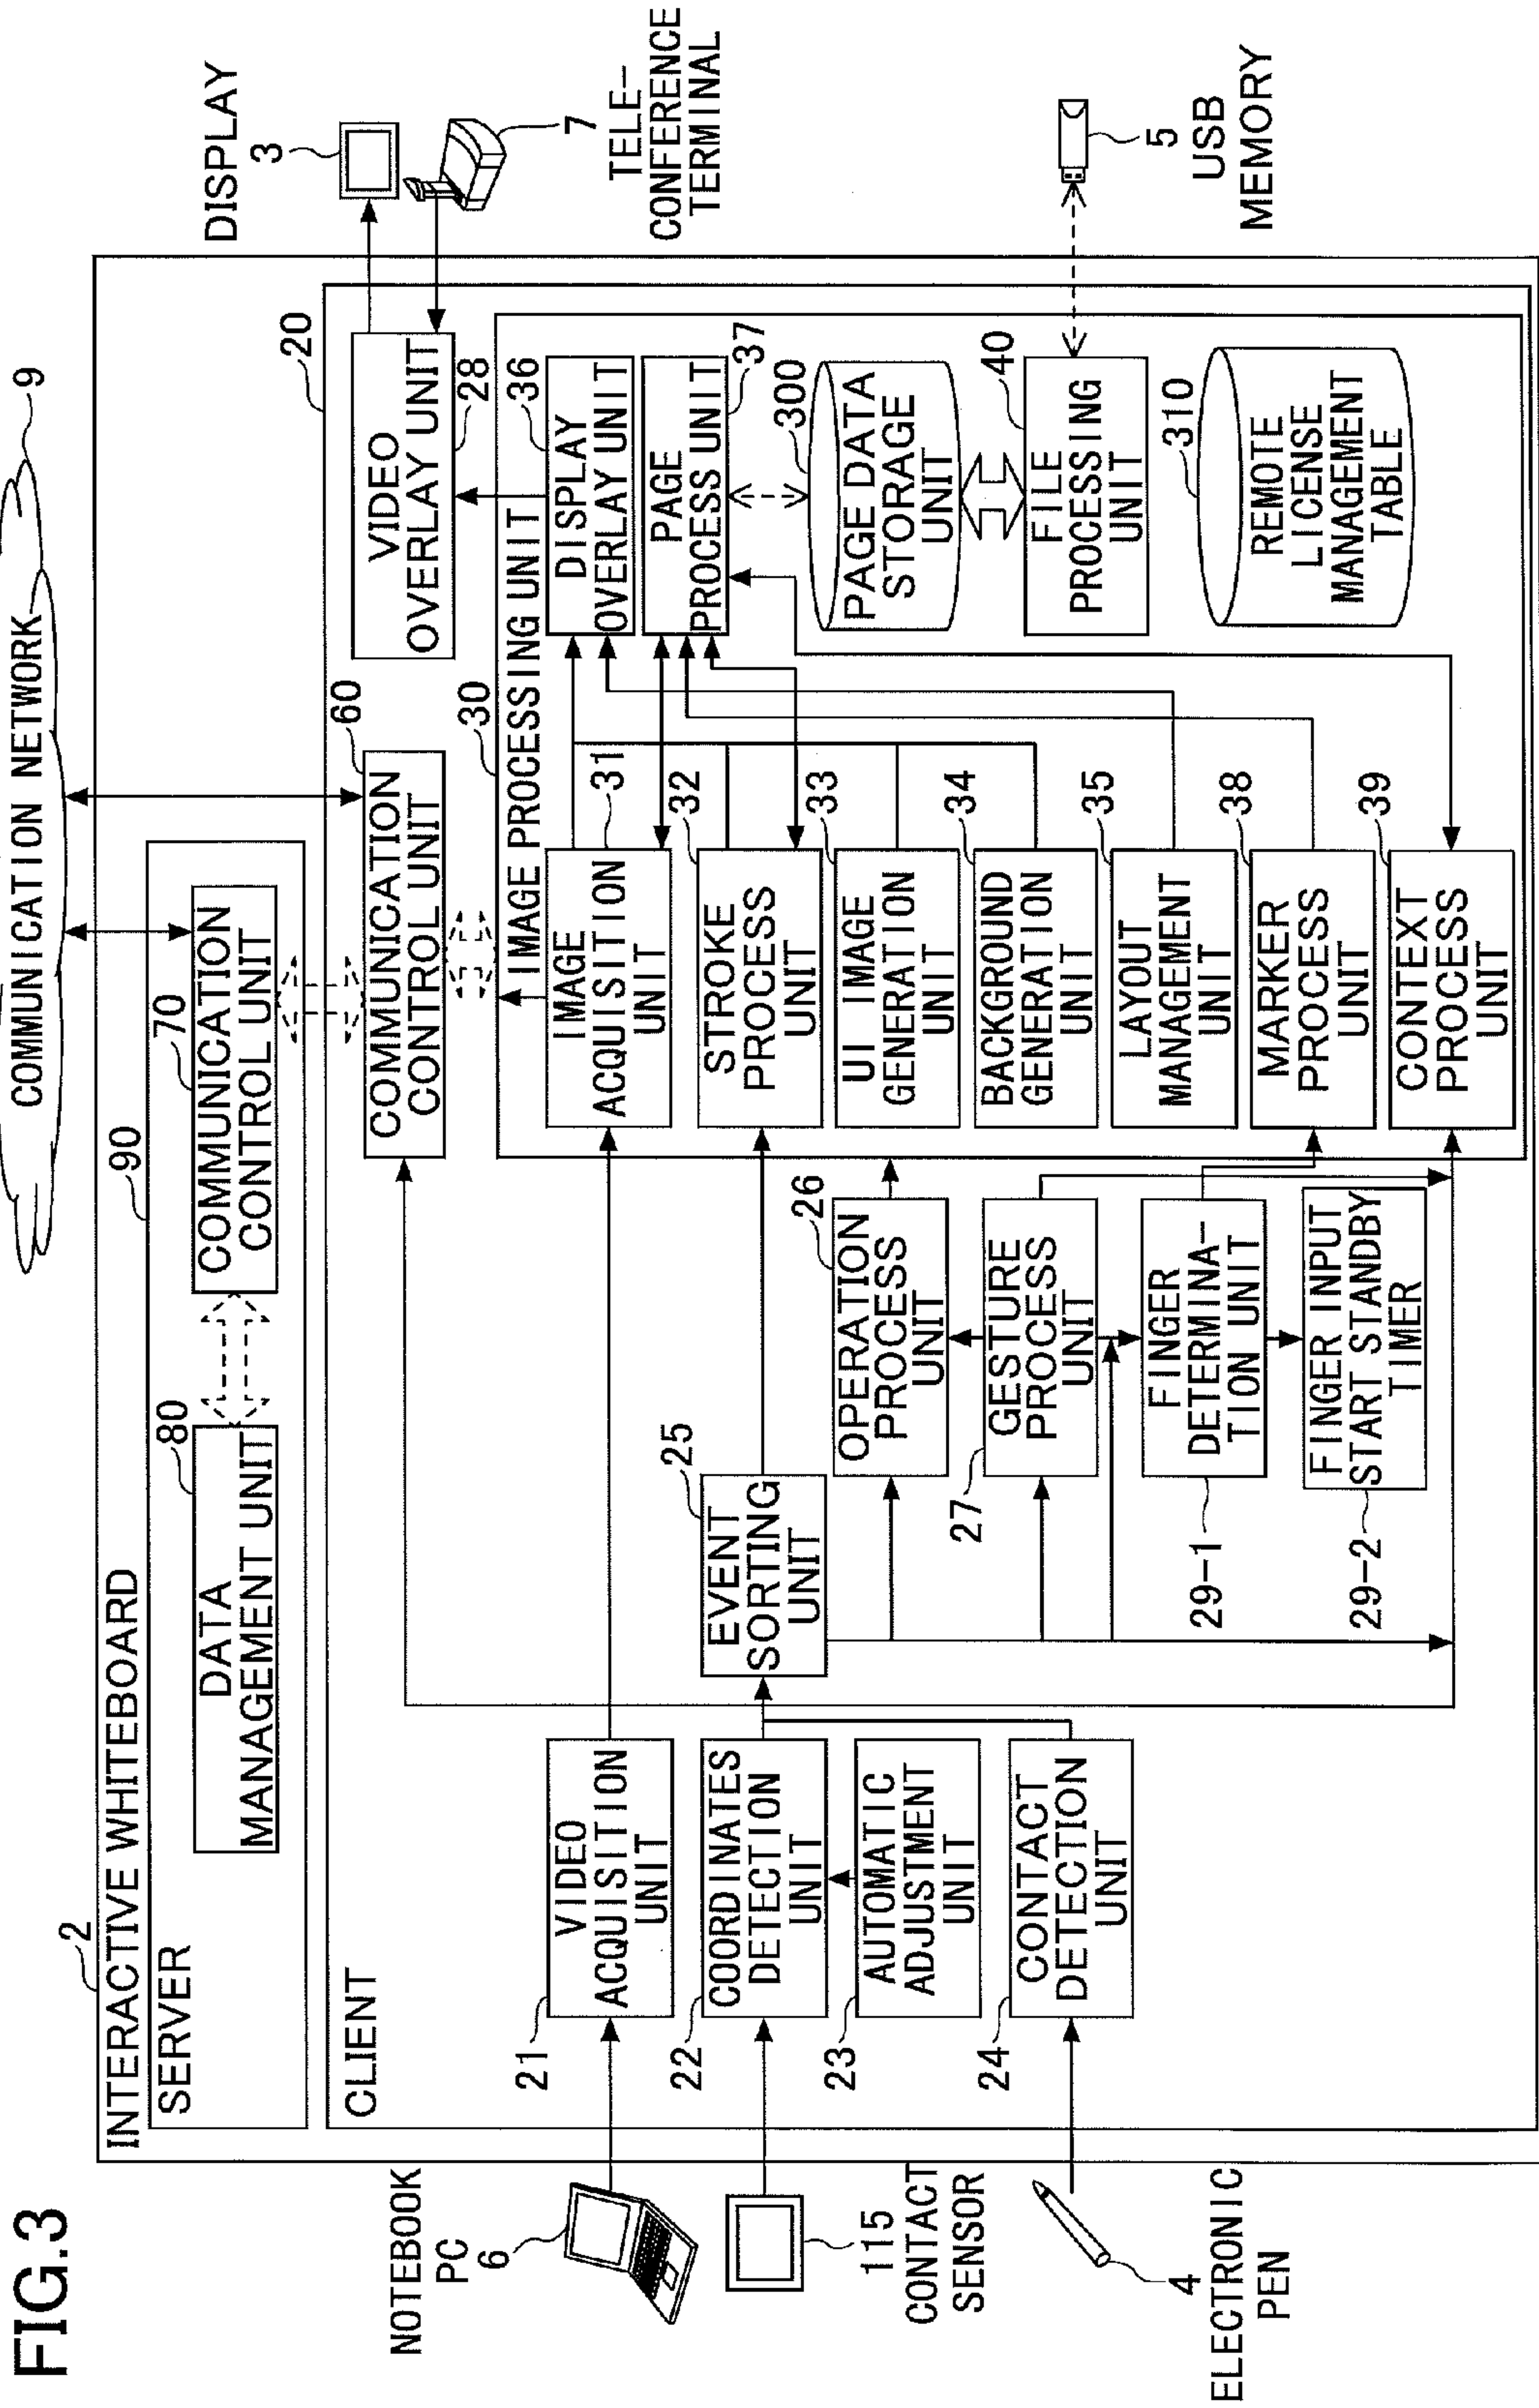 FIG.3
COMMUNICATION NETWORK
9
2
INTERACTIVE WHITEBOARD
90
SERVER
80
DATA
MANAGEMENT UNIT
70
COMMUNICATION
CONTROL UNIT
20
CLIENT
60
COMMUNICATION
CONTROL UNIT
VIDEO
OVERLAY UNIT
28
DISPLAY
3
7
TELE-
CONFERENCE
TERMINAL
NOTEBOOK
PC
6
21
VIDEO
ACQUISITION
UNIT
115
CONTACT
SENSOR
22
COORDINATES
DETECTION
UNIT
23
AUTOMATIC
ADJUSTMENT
UNIT
4
ELECTRONIC
PEN
24
CONTACT
DETECTION
UNIT
25
EVENT
SORTING
UNIT
26
OPERATION
PROCESS
UNIT
27
GESTURE
PROCESS
UNIT
29-1
FINGER
DETERMINA-
TION UNIT
29-2
FINGER INPUT
START STANDBY
TIMER
30
IMAGE PROCESSING UNIT
31
IMAGE
ACQUISITION
UNIT
32
STROKE
PROCESS
UNIT
33
UI IMAGE
GENERATION
UNIT
34
BACKGROUND
GENERATION
UNIT
35
LAYOUT
MANAGEMENT
UNIT
38
MARKER
PROCESS
UNIT
39
CONTEXT
PROCESS
UNIT
36
DISPLAY
OVERLAY UNIT
37
PAGE
PROCESS UNIT
300
PAGE DATA
STORAGE
UNIT
40
FILE
PROCESSING
UNIT
310
REMOTE
LICENSE
MANAGEMENT
TABLE
5
USB
MEMORY